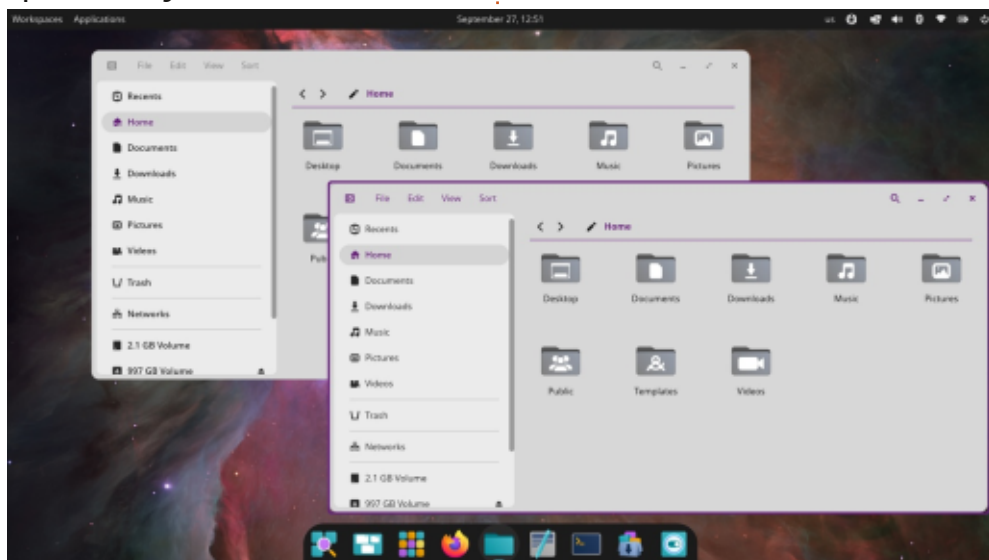 Workspaces Applications September 27, 12:51 us
File Edit View Sort
Recents
Home
Home
Documents
Downloads
Music
Pictures
Videos
Trash
Networks
2.1 GB Volume
997 GB Volume
Desktop Documents Downloads Music Pictures
Pub
File Edit View Sort
Recents
Home
Home
Documents
Downloads
Music
Pictures
Videos
Trash
Networks
2.1 GB Volume
997 GB Volume
Desktop Documents Downloads Music Pictures
Public Templates Videos